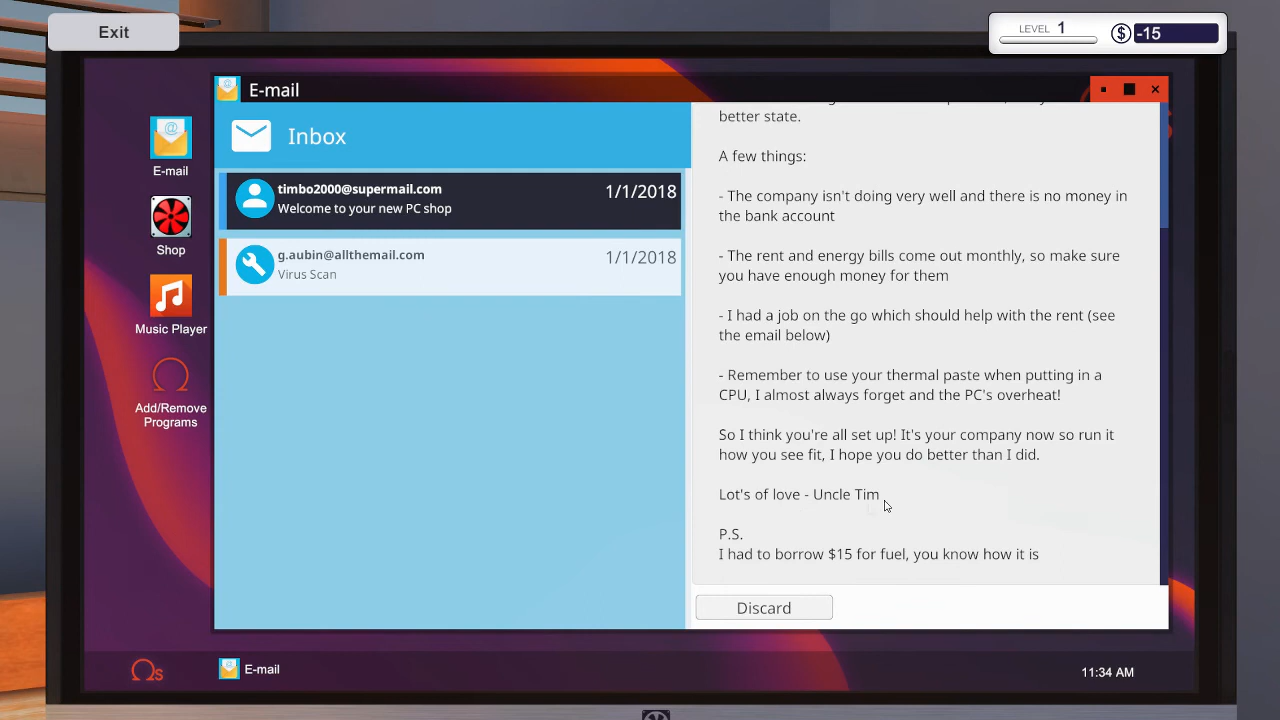 Exit
LEVEL 1
$ -15
E-mail
E-mail
Shop
Music Player
Add/Remove
Programs
Inbox
timbo2000@supermail.com
1/1/2018
Welcome to your new PC shop
g.aubin@allthemail.com
1/1/2018
Virus Scan
better state.
A few things:
- The company isn't doing very well and there is no money in
the bank account
- The rent and energy bills come out monthly, so make sure
you have enough money for them
- I had a job on the go which should help with the rent (see
the email below)
- Remember to use your thermal paste when putting in a
CPU, I almost always forget and the PC's overheat!
So I think you're all set up! It's your company now so run it
how you see fit, I hope you do better than I did.
Lot's of love - Uncle Tim
P.S.
I had to borrow $15 for fuel, you know how it is
Discard
Ωs
E-mail
11:34 AM